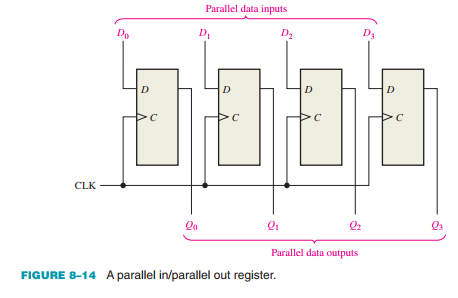 Parallel data inputs
D0 D1 D2 D3
D D D D
C C C C
CLK
Q0 Q1 Q2 Q3
Parallel data outputs
FIGURE 8–14 A parallel in/parallel out register.